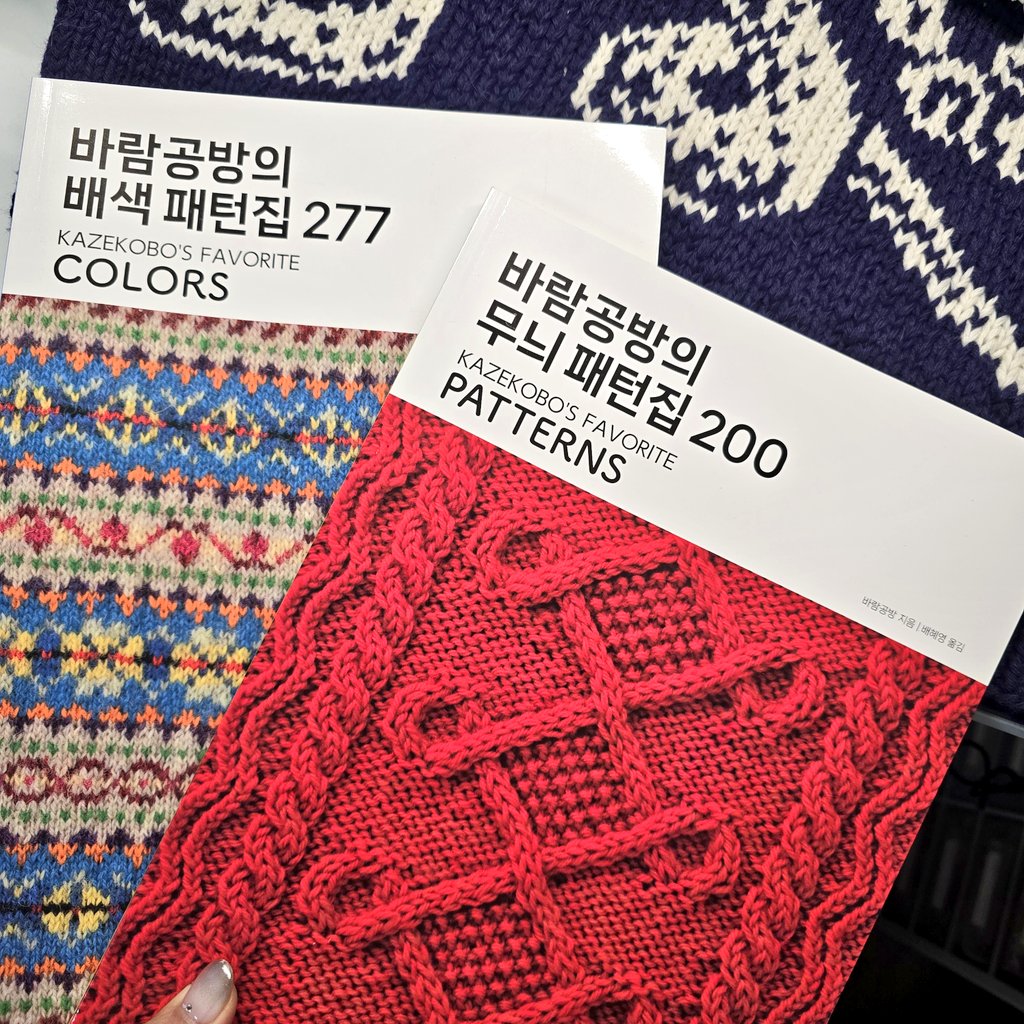 바람공방의
배색 패턴집 277
KAZEKOBO'S FAVORITE
COLORS
바람공방의
무늬 패턴집 200
KAZEKOBO'S FAVORITE
PATTERNS
바람공방 지음 | 배혜영 옮김